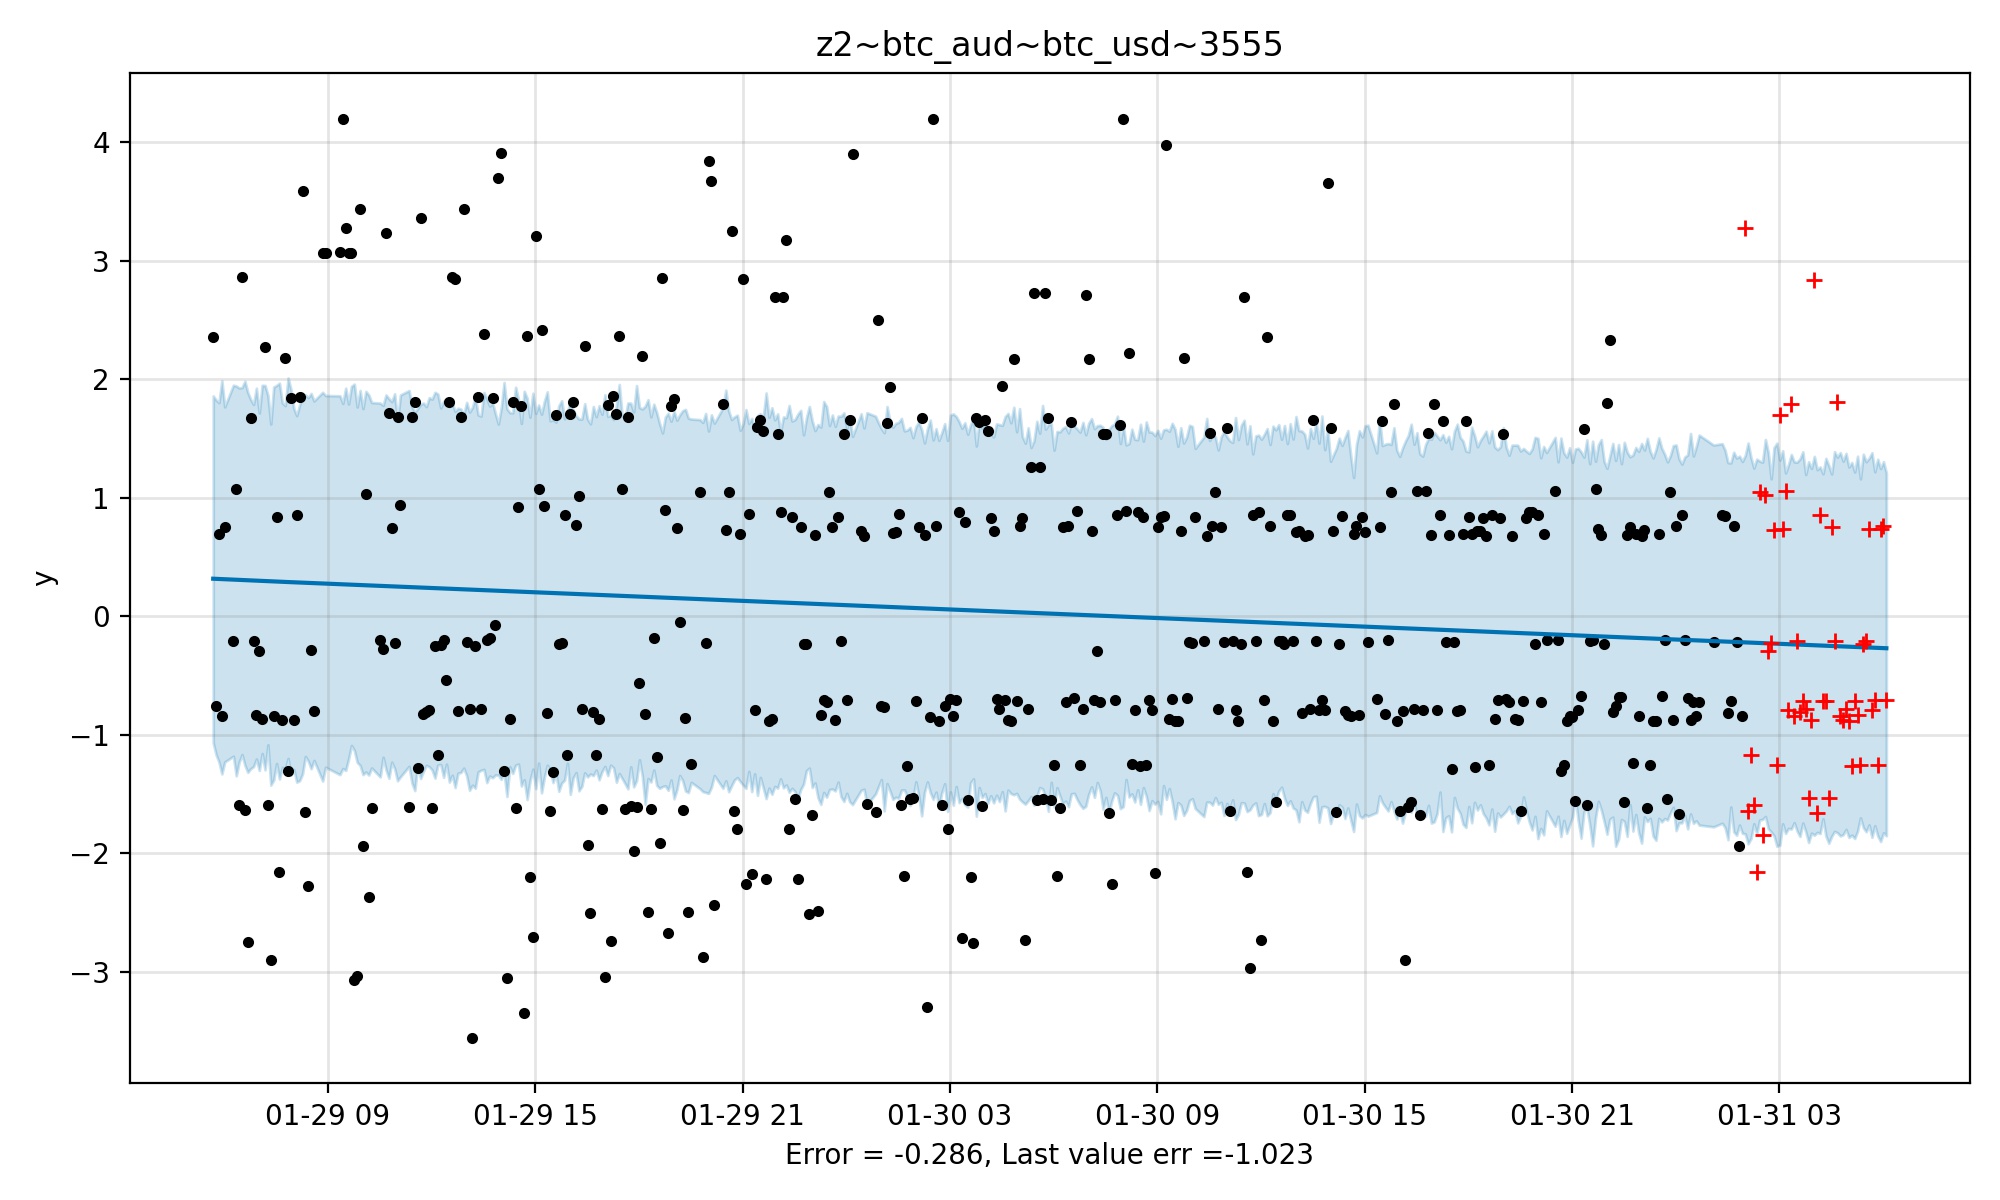 z2~btc_aud~btc_usd~3555
4
3
2
1
0
−1
−2
−3
y
01-29 09 01-29 15 01-29 21 01-30 03 01-30 09 01-30 15 01-30 21 01-31 03
Error = -0.286, Last value err =-1.023